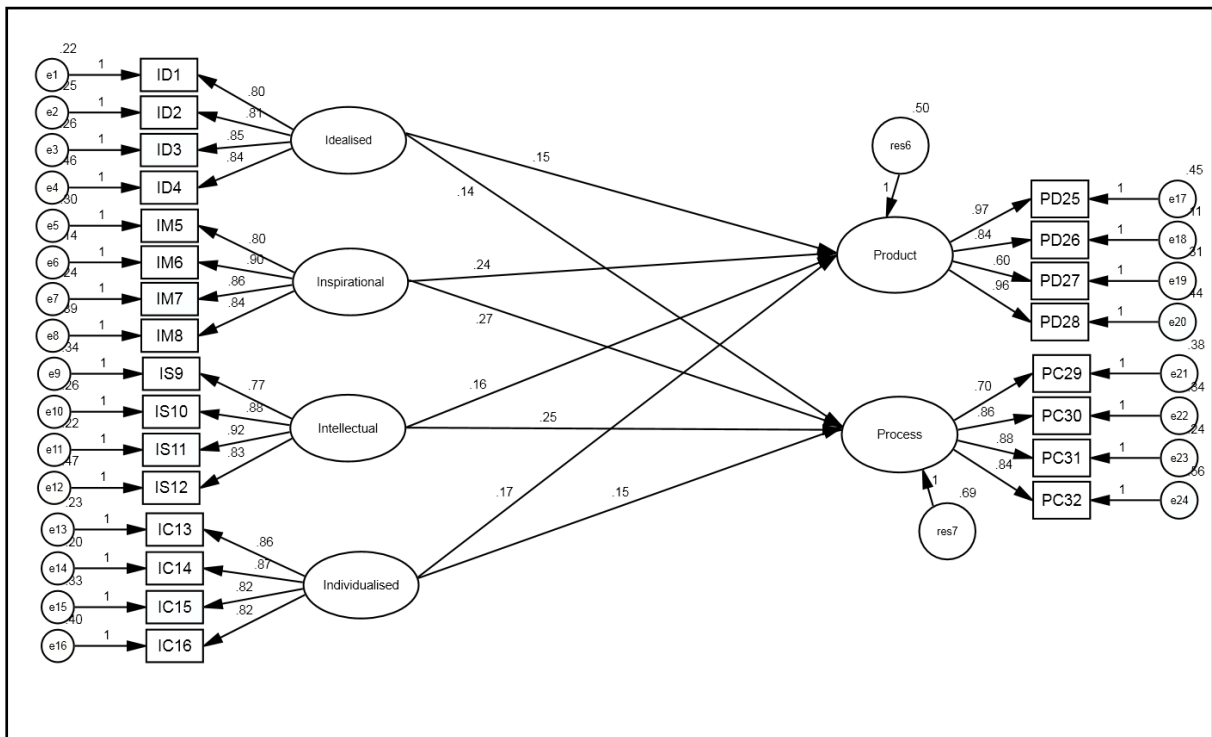 .22
e1 1 ID1
.25
e2 1 ID2
.26
e3 1 ID3
.46
e4 1 ID4
.30
e5 1 IM5
.14
e6 1 IM6
.24
e7 1 IM7
.39
e8 1 IM8
.34
e9 1 IS9
.26
e10 1 IS10
.22
e11 1 IS11
.47
e12 1 IS12
.23
e13 1 IC13
.20
e14 1 IC14
.33
e15 1 IC15
.40
e16 1 IC16
.80
.81
.85
.84
Idealised
.80
.90
.86
.84
Inspirational
.77
.88
.92
.83
Intellectual
.86
.87
.82
.82
Individualised
.15
.14
.24
.27
.16
.25
.17
.15
.50
res6
1
Product
.97
.84
.60
.96
.45
PD25 1 e17
.11
PD26 1 e18
.31
PD27 1 e19
.44
PD28 1 e20
Process
1
.69
res7
.70
.86
.88
.84
.38
PC29 1 e21
.34
PC30 1 e22
.24
PC31 1 e23
.56
PC32 1 e24